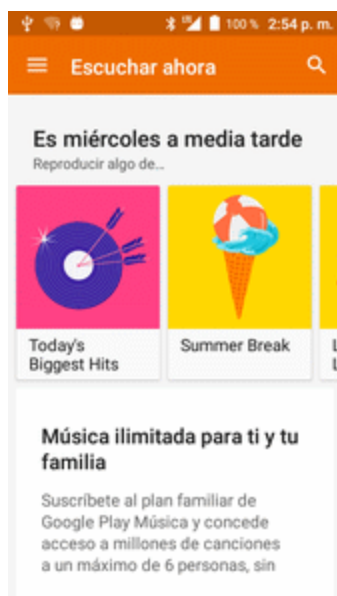 100 % 2:54 p. m.
Escuchar ahora
Es miércoles a media tarde
Reproducir algo de...
Today's
Biggest Hits
Summer Break
Música ilimitada para ti y tu
familia
Suscríbete al plan familiar de
Google Play Música y concede
acceso a millones de canciones
a un máximo de 6 personas, sin